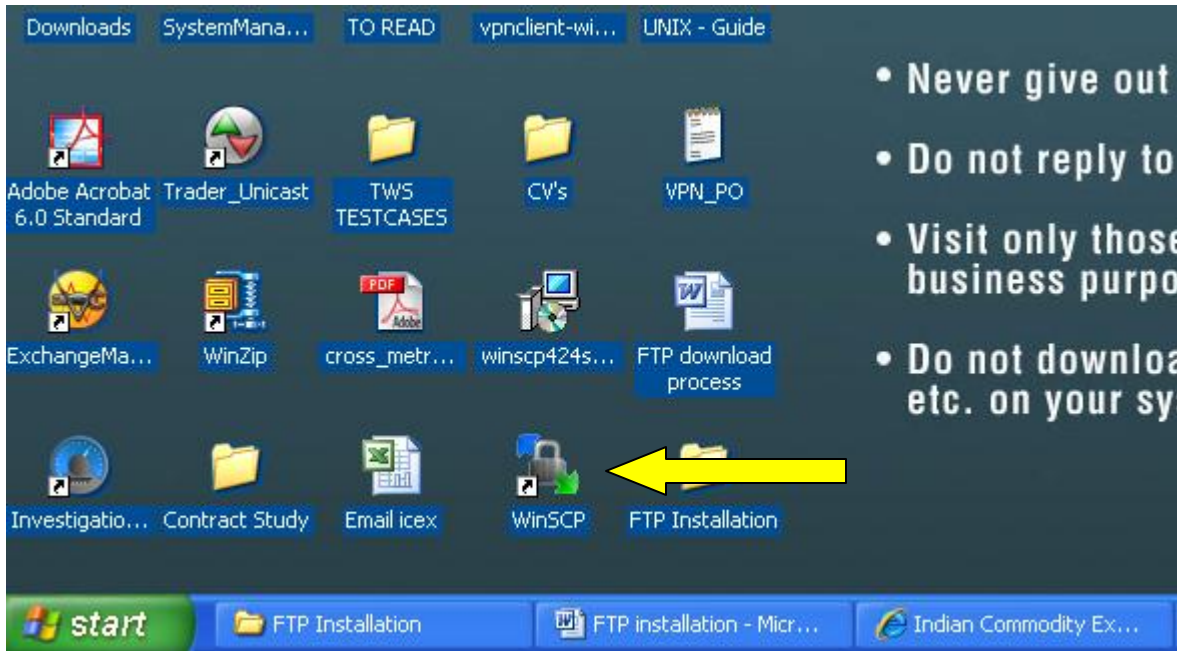 Downloads SystemMana... TO READ vpnclient-wi... UNIX - Guide
• Never give out
• Do not reply to
Adobe Acrobat 6.0 Standard
Trader_Unicast
TWS TESTCASES
CV's
VPN_PO
• Visit only those
business purpo
PDF
Adobe
ExchangeMa... WinZip cross_metr... winscp424s... FTP download process
• Do not downloa
etc. on your sy
Investigatio... Contract Study Email icex WinSCP FTP Installation
start FTP Installation FTP installation - Micr... Indian Commodity Ex...